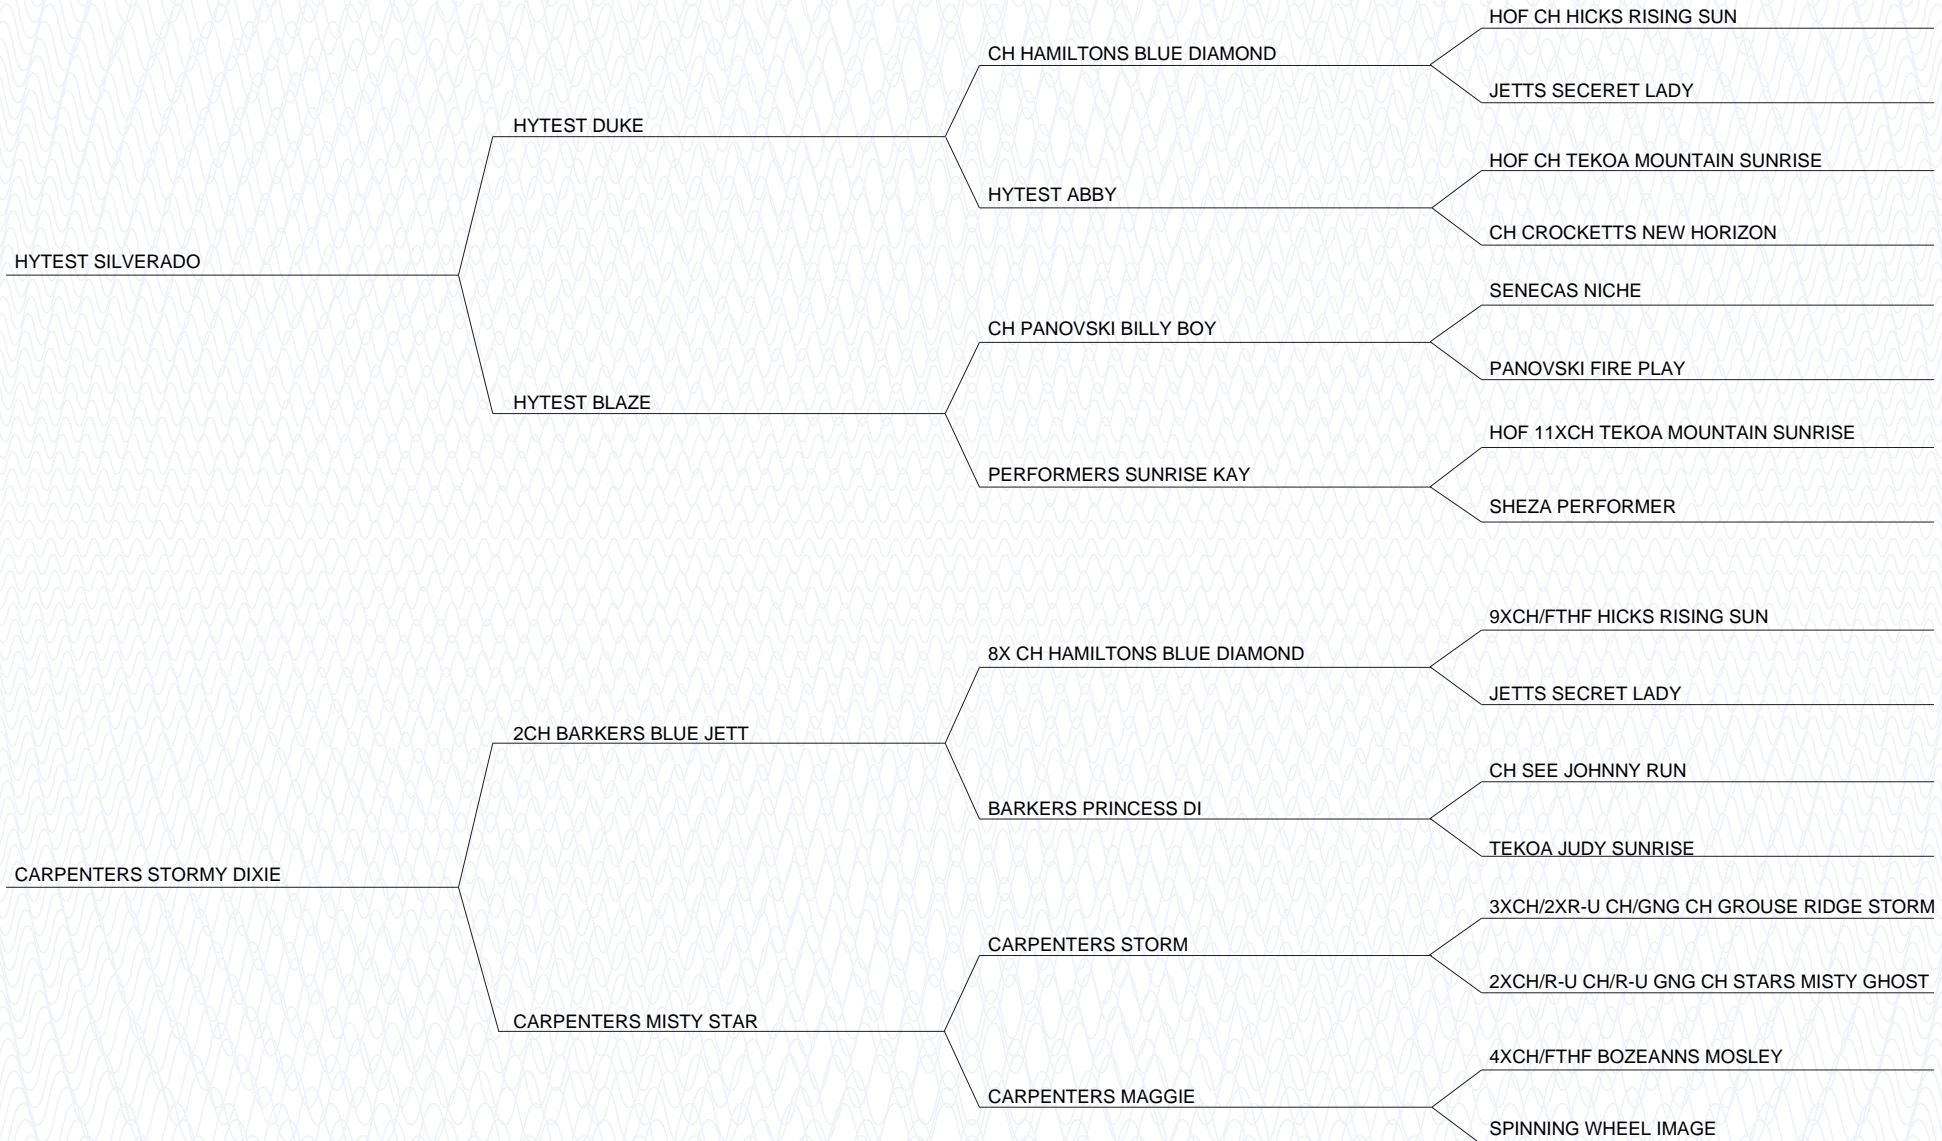 HOF CH HICKS RISING SUN
CH HAMILTONS BLUE DIAMOND
JETTS SECERET LADY
HYTEST DUKE
HOF CH TEKOA MOUNTAIN SUNRISE
HYTEST ABBY
CH CROCKETTS NEW HORIZON
HYTEST SILVERADO
SENECAS NICHE
CH PANOVSKI BILLY BOY
PANOVSKI FIRE PLAY
HYTEST BLAZE
HOF 11XCH TEKOA MOUNTAIN SUNRISE
PERFORMERS SUNRISE KAY
SHEZA PERFORMER
9XCH/FTHF HICKS RISING SUN
8X CH HAMILTONS BLUE DIAMOND
JETTS SECRET LADY
2CH BARKERS BLUE JETT
CH SEE JOHNNY RUN
BARKERS PRINCESS DI
TEKOA JUDY SUNRISE
CARPENTERS STORMY DIXIE
3XCH/2XR-U CH/GNG CH GROUSE RIDGE STORM
CARPENTERS STORM
2XCH/R-U CH/R-U GNG CH STARS MISTY GHOST
CARPENTERS MISTY STAR
4XCH/FTHF BOZEANNS MOSLEY
CARPENTERS MAGGIE
SPINNING WHEEL IMAGE